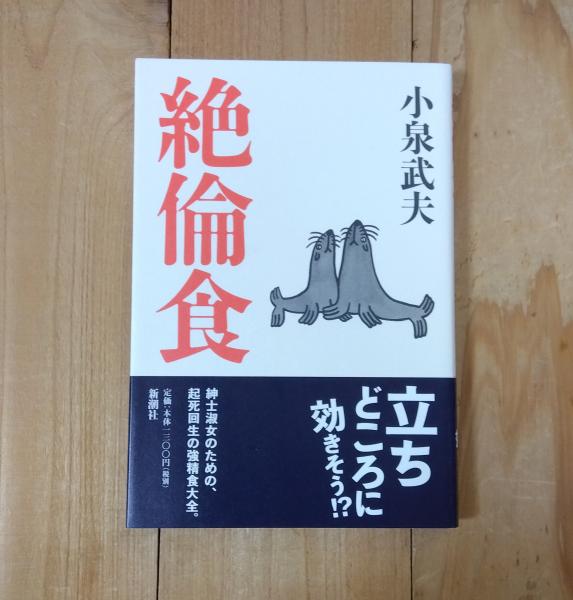 小泉武夫
絶倫食
立ち
どころに
効きそう!?
紳士淑女のための、
起死回生の強精食大全。
定価:本体一三〇〇円(税別)
新潮社